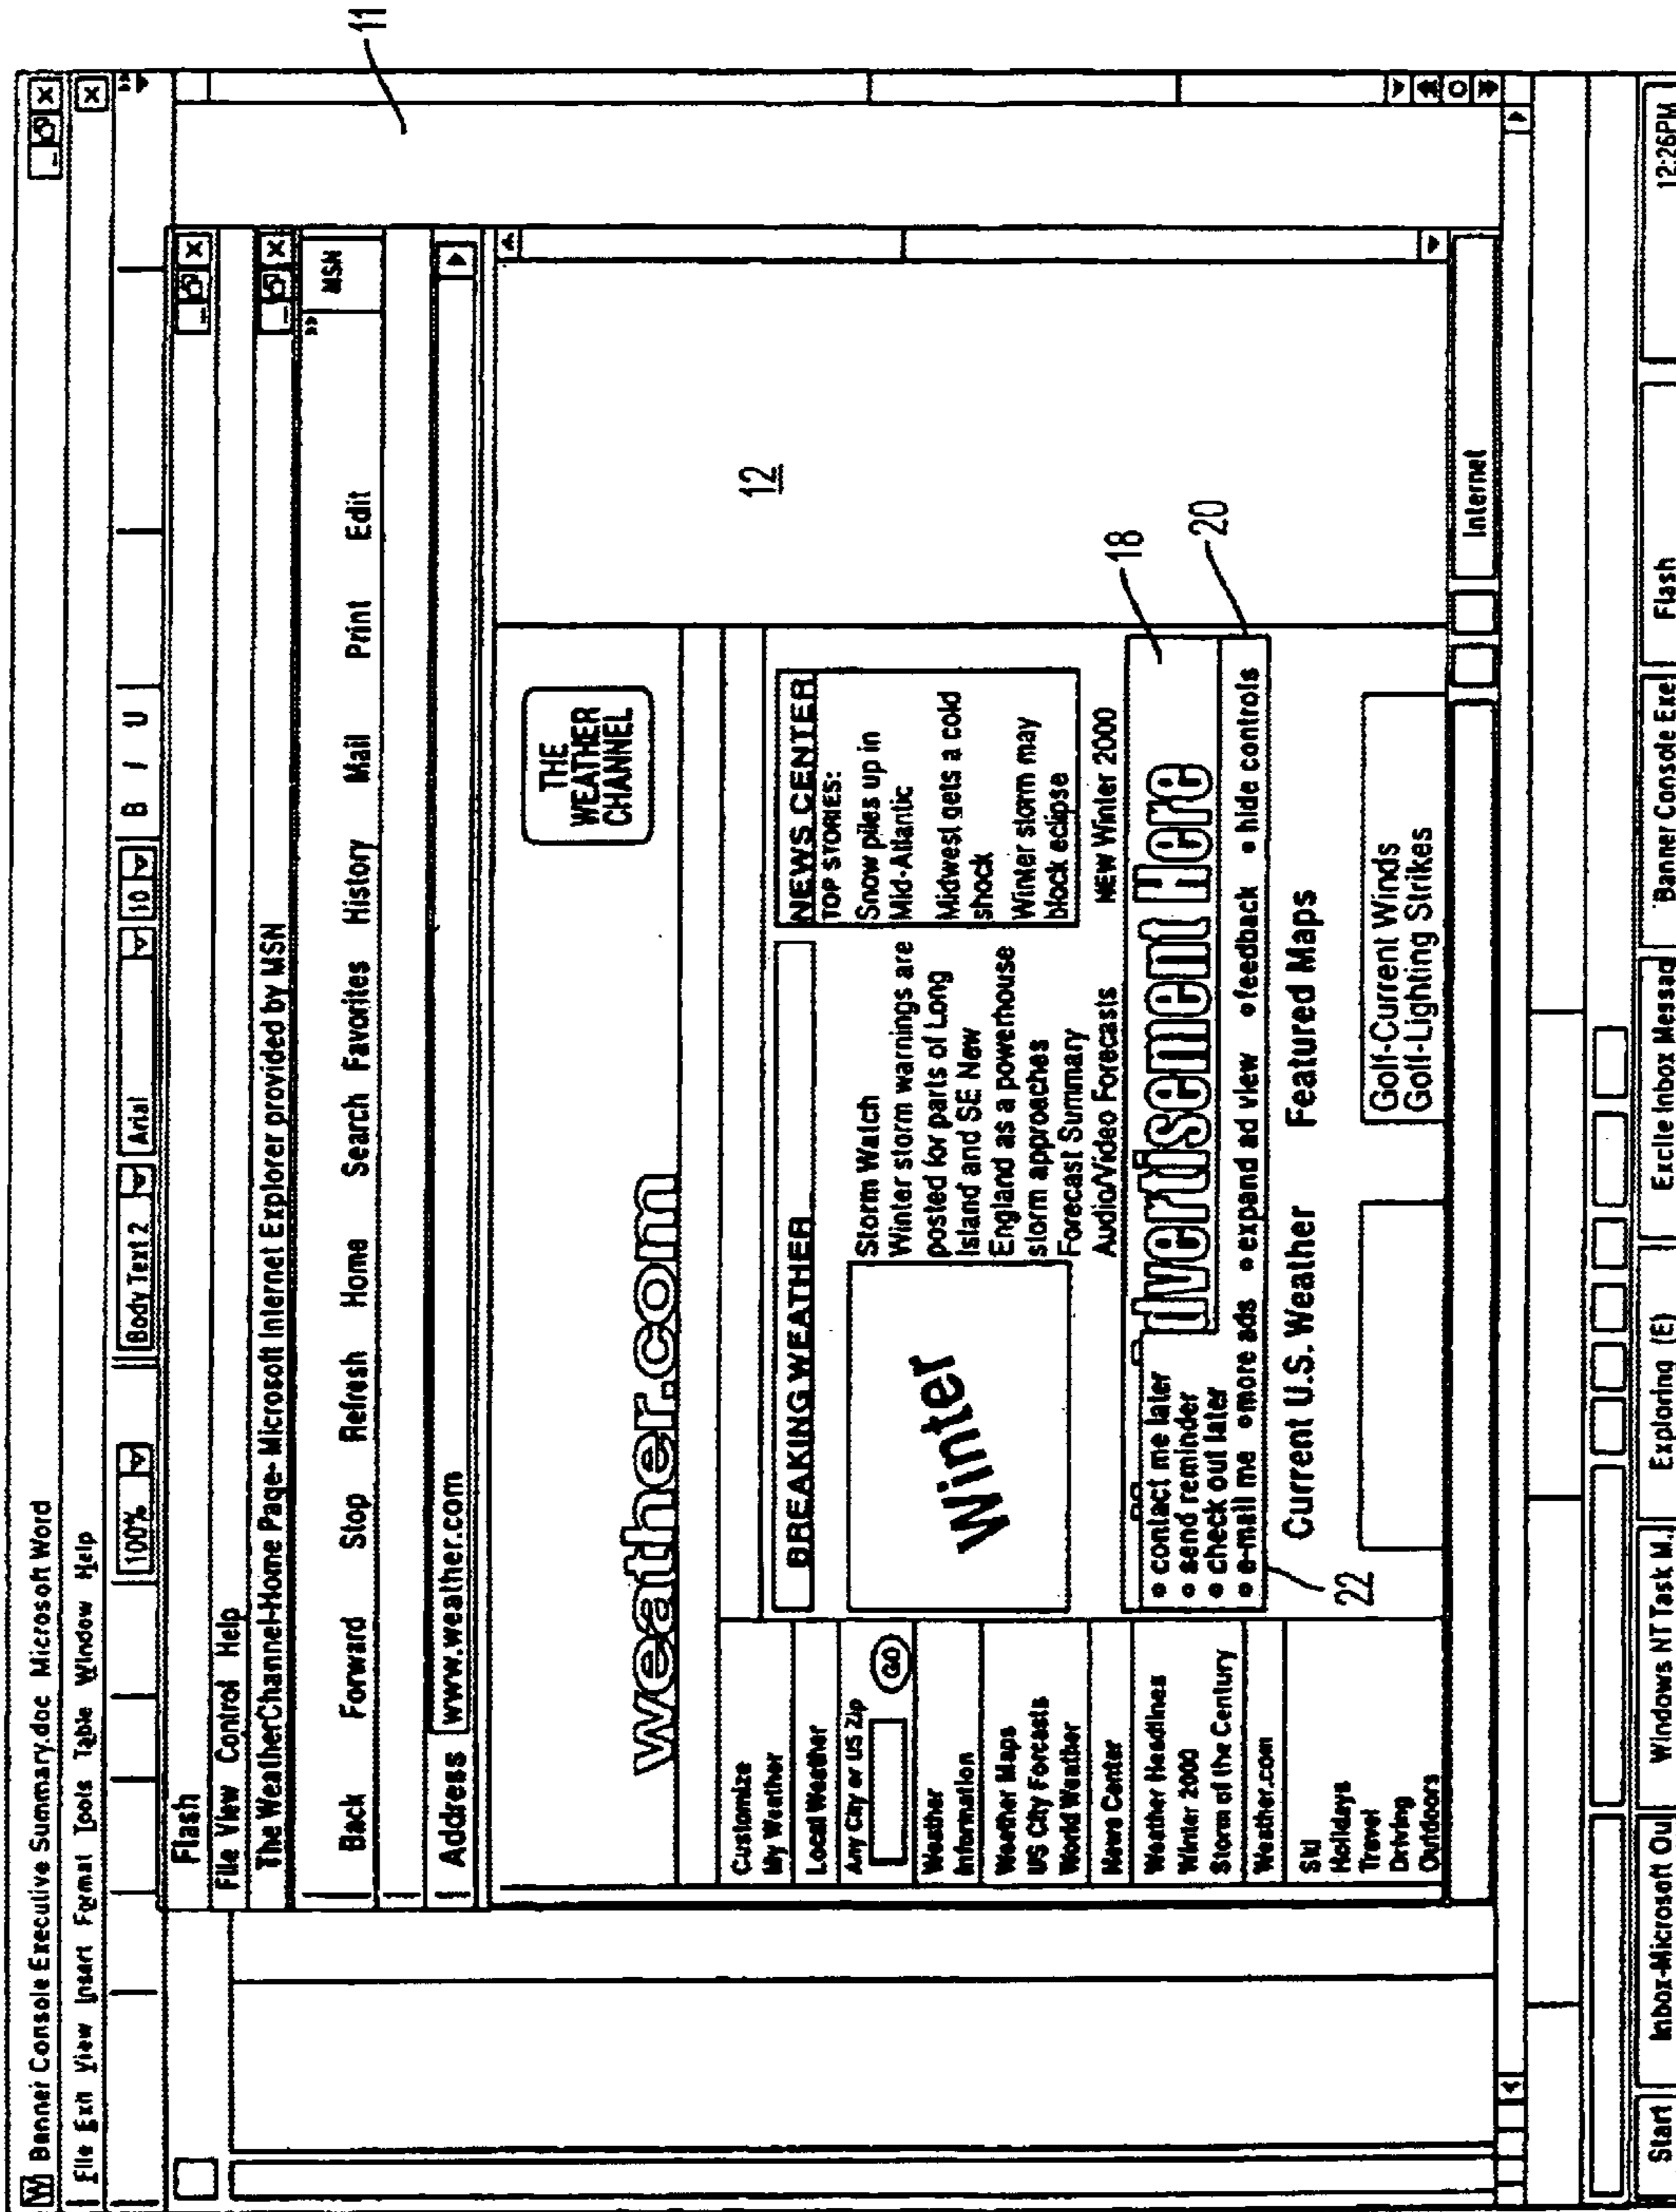 W Banner Console Executive Summary.doc Microsoft Word
File Exit View Insert Format Tools Table Window Help
100% Body Text 2 Arial 10 B I U
Flash
File View Control Help
The WeatherChannel-Home Page- Microsoft Internet Explorer provided by MSN
Back Forward Stop Refresh Home Search Favorites History Mail Print Edit MSN
Address www.weather.com
weather.com
THE
WEATHER
CHANNEL
Customize
My Weather
Local Weather
Any City or US Zip
GO
Weather
Information
Weather Maps
US City Forcasts
World Weather
News Center
Weather Headlines
Winter 2000
Storm of the Century
Weather.com
Ski
Holidays
Travel
Driving
Outdoors
BREAKING WEATHER
Winter
Storm Watch
Winter storm warnings are
posted for parts of Long
Island and SE New
England as a powerhouse
storm approaches
Forecast Summary
Audio/Video Forecasts
NEWS CENTER
TOP STORIES:
Snow piles up in
Mid-Atlantic
Midwest gets a cold
shock
Winter storm may
block eclipse
NEW Winter 2000
dvertisement Here
contact me later
send reminder
check out later
e-mail me more ads expand ad view feedback hide controls
Current U.S. Weather Featured Maps
Golf-Current Winds
Golf-Lighting Strikes
Internet
11
12
18
20
22
Start Inbox-Microsoft Ou Windows NT Task M. Exploring (E) Excite Inbox Messag Banner Console Exe Flash 12:26PM